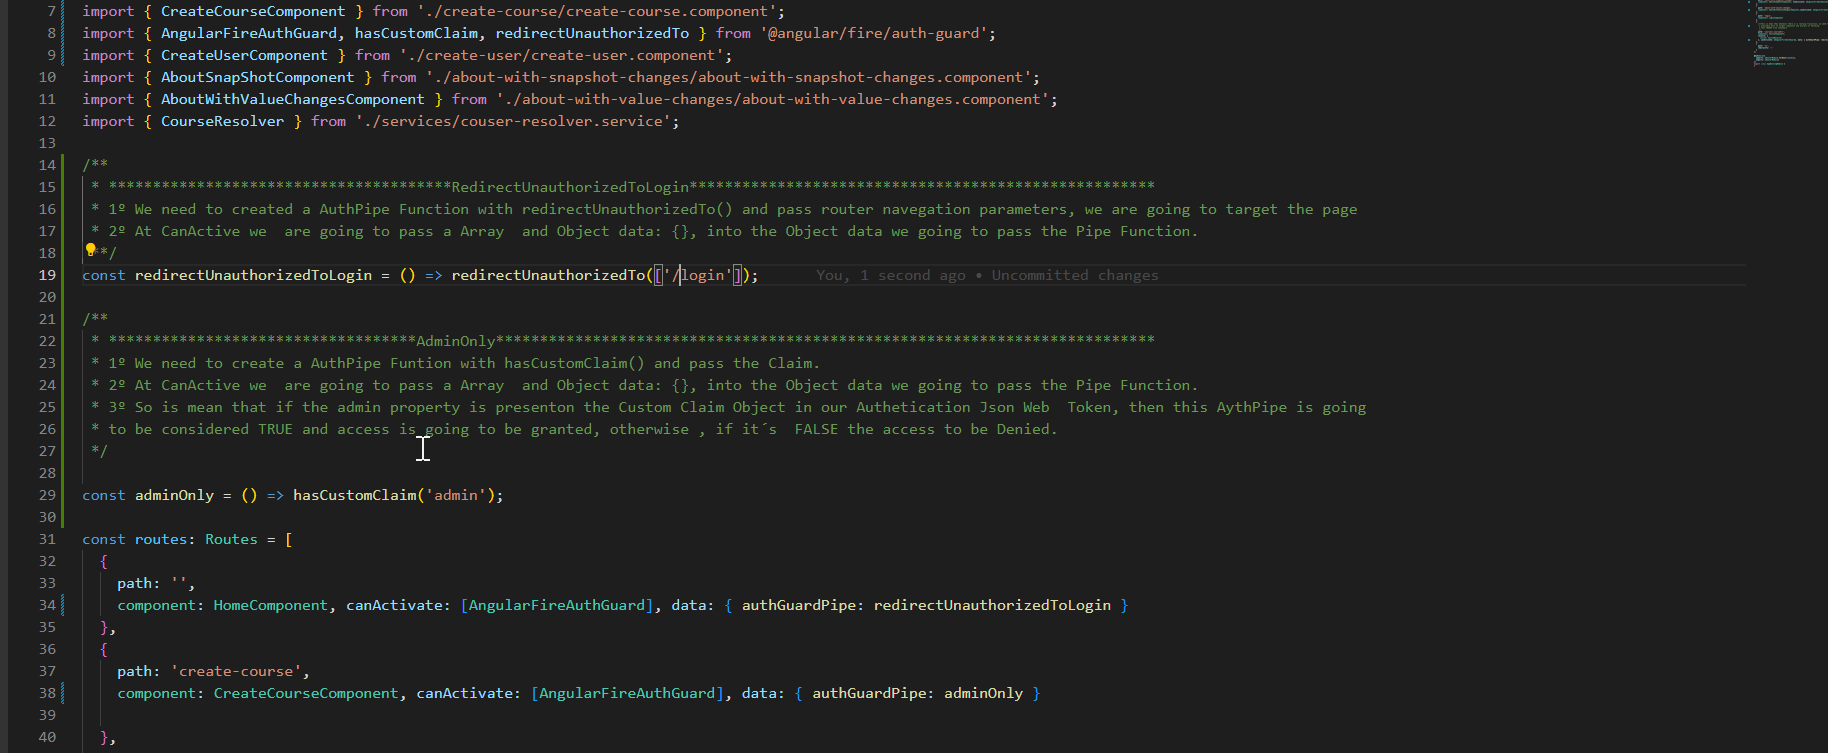 7 import { CreateCourseComponent } from './create-course/create-course.component';
8 import { AngularFireAuthGuard, hasCustomClaim, redirectUnauthorizedTo } from '@angular/fire/auth-guard';
9 import { CreateUserComponent } from './create-user/create-user.component';
10 import { AboutSnapShotComponent } from './about-with-snapshot-changes/about-with-snapshot-changes.component';
11 import { AboutWithValueChangesComponent } from './about-with-value-changes/about-with-value-changes.component';
12 import { CourseResolver } from './services/couser-resolver.service';
13
14 /**
15 * ***************************************RedirectUnauthorizedToLogin*****************************************************
16 * 1º We need to created a AuthPipe Function with redirectUnauthorizedTo() and pass router navegation parameters, we are going to target the page
17 * 2º At CanActive we  are going to pass a Array  and Object data: {}, into the Object data we going to pass the Pipe Function.
18 **/
19 const redirectUnauthorizedToLogin = () => redirectUnauthorizedTo(['/login']); You, 1 second ago • Uncommitted changes
20
21 /**
22 * ***********************************AdminOnly***************************************************************************
23 * 1º We need to create a AuthPipe Funtion with hasCustomClaim() and pass the Claim.
24 * 2º At CanActive we  are going to pass a Array  and Object data: {}, into the Object data we going to pass the Pipe Function.
25 * 3º So is mean that if the admin property is presenton the Custom Claim Object in our Authetication Json Web  Token, then this AythPipe is going
26 * to be considered TRUE and access is going to be granted, otherwise , if it´s  FALSE the access to be Denied.
27 */
28
29 const adminOnly = () => hasCustomClaim('admin');
30
31 const routes: Routes = [
32 {
33 path: '',
34 component: HomeComponent, canActivate: [AngularFireAuthGuard], data: { authGuardPipe: redirectUnauthorizedToLogin }
35 },
36 {
37 path: 'create-course',
38 component: CreateCourseComponent, canActivate: [AngularFireAuthGuard], data: { authGuardPipe: adminOnly }
39
40 },